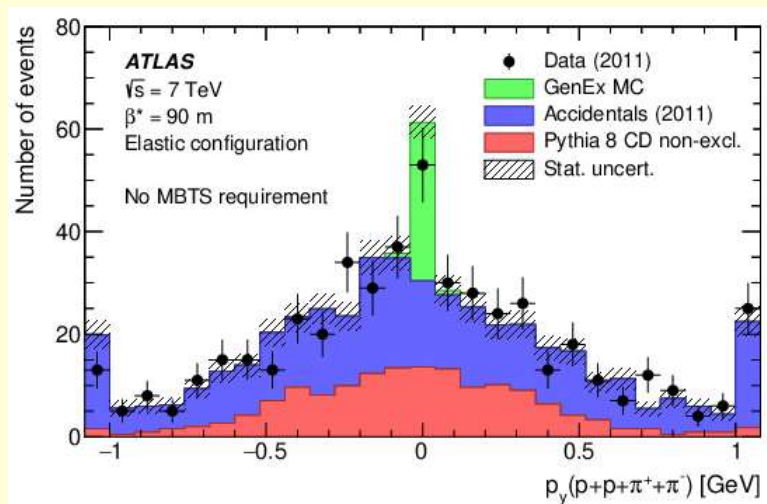 80
60
40
20
0
Number of events
ATLAS
√s = 7 TeV
β* = 90 m
Elastic configuration
No MBTS requirement
Data (2011)
GenEx MC
Accidentals (2011)
Pythia 8 CD non-excl.
Stat. uncert.
−1 −0.5 0 0.5 1
p_y(p+p+π⁺+π⁻) [GeV]